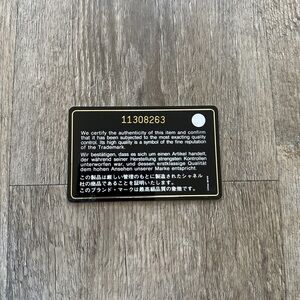 11308263
We certify the authenticity of this item and confirm
that it has been subjected to the most exacting quality
control. Its high quality is a symbol of the fine reputation
of the Trademark.
Wir bestätigen, dass es sich um einen Artikel handelt,
der während seiner Herstellung strengsten Kontrollen
unterworfen war, und dessen erstklassige Qualität
dem hohen Ansehen unserer Marke entspricht.
この製品は厳しい管理のもとに製造されたシャネル
社の商品であることを証明いたします。
このブランド・マークは最高級品質の象徴です。